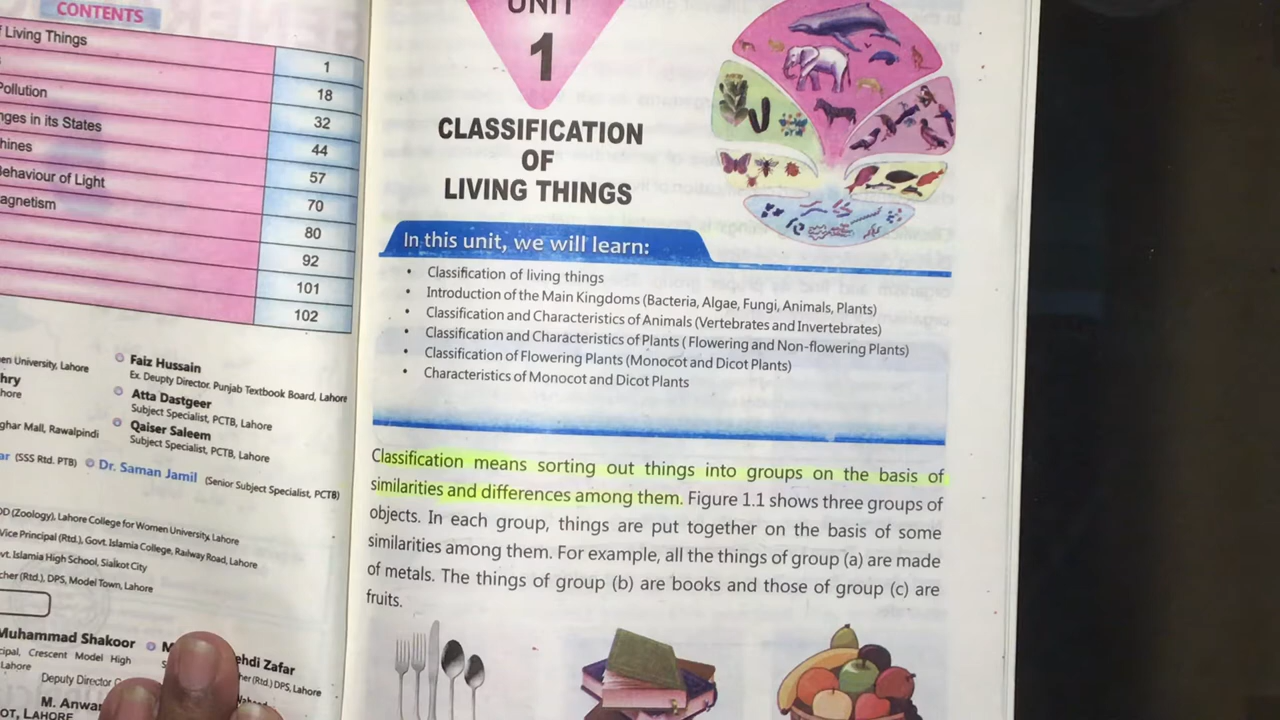 CONTENTS
Living Things
1
18
Pollution
32
nges in its States
44
hines
57
Behaviour of Light
70
agnetism
80
92
101
102
en University, Lahore
hry
hore
ghar Mall, Rawalpindi
ar (SSS Rtd. PTB)
Dr. Saman Jamil (Senior Subject Specialist, PCTB)
Faiz Hussain
Ex. Deupty Director, Punjab Textbook Board, Lahore
Atta Dastgeer
Subject Specialist, PCTB, Lahore
Qaiser Saleem
Subject Specialist, PCTB, Lahore
OD (Zoology), Lahore College for Women University, Lahore
Vice Principal (Rtd.), Govt. Islamia College, Railway Road, Lahore
vt. Islamia High School, Sialkot City
cher (Rtd.), DPS, Model Town, Lahore
Muhammad Shakoor
cipal, Crescent Model High
Lahore
ehdi Zafar
her (Rtd.) DPS, Lahore
Deputy Director
M. Anwa
OT, LAHORE
UNIT
1
CLASSIFICATION
OF
LIVING THINGS
In this unit, we will learn:
• Classification of living things
• Introduction of the Main Kingdoms (Bacteria, Algae, Fungi, Animals, Plants)
• Classification and Characteristics of Animals (Vertebrates and Invertebrates)
• Classification and Characteristics of Plants ( Flowering and Non-flowering Plants)
• Classification of Flowering Plants (Monocot and Dicot Plants)
• Characteristics of Monocot and Dicot Plants
Classification means sorting out things into groups on the basis of
similarities and differences among them. Figure 1.1 shows three groups of
objects. In each group, things are put together on the basis of some
similarities among them. For example, all the things of group (a) are made
of metals. The things of group (b) are books and those of group (c) are
fruits.